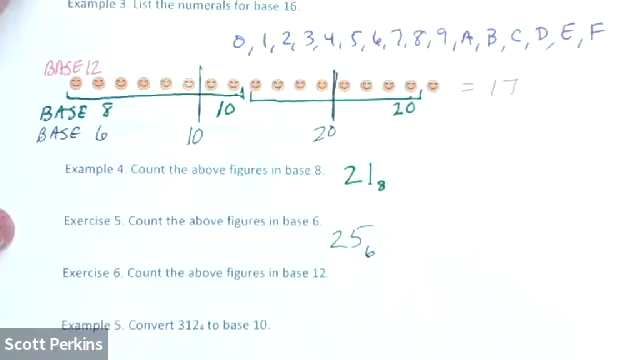 Example 3. List the numerals for base 16.
0, 1, 2, 3, 4, 5, 6, 7, 8, 9, A, B, C, D, E, F
BASE 12
= 17
BASE 8 10 20
BASE 6 10 20
Example 4. Count the above figures in base 8. 21₈
Exercise 5. Count the above figures in base 6. 25₆
Exercise 6. Count the above figures in base 12.
Example 5. Convert 312₄ to base 10.
Scott Perkins